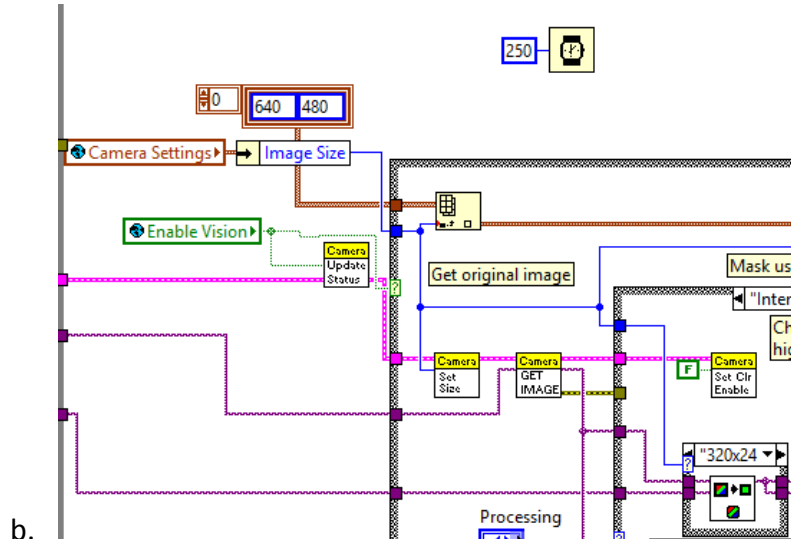 250
0
640 480
Camera Settings
Image Size
Enable Vision
Camera
Update
Status
?
Get original image
Mask us
"Inter
Ch
hig
Camera
Set
Size
Camera
GET
IMAGE
F
Camera
Set Clr
Enable
"320x24
?
Processing
?
b.